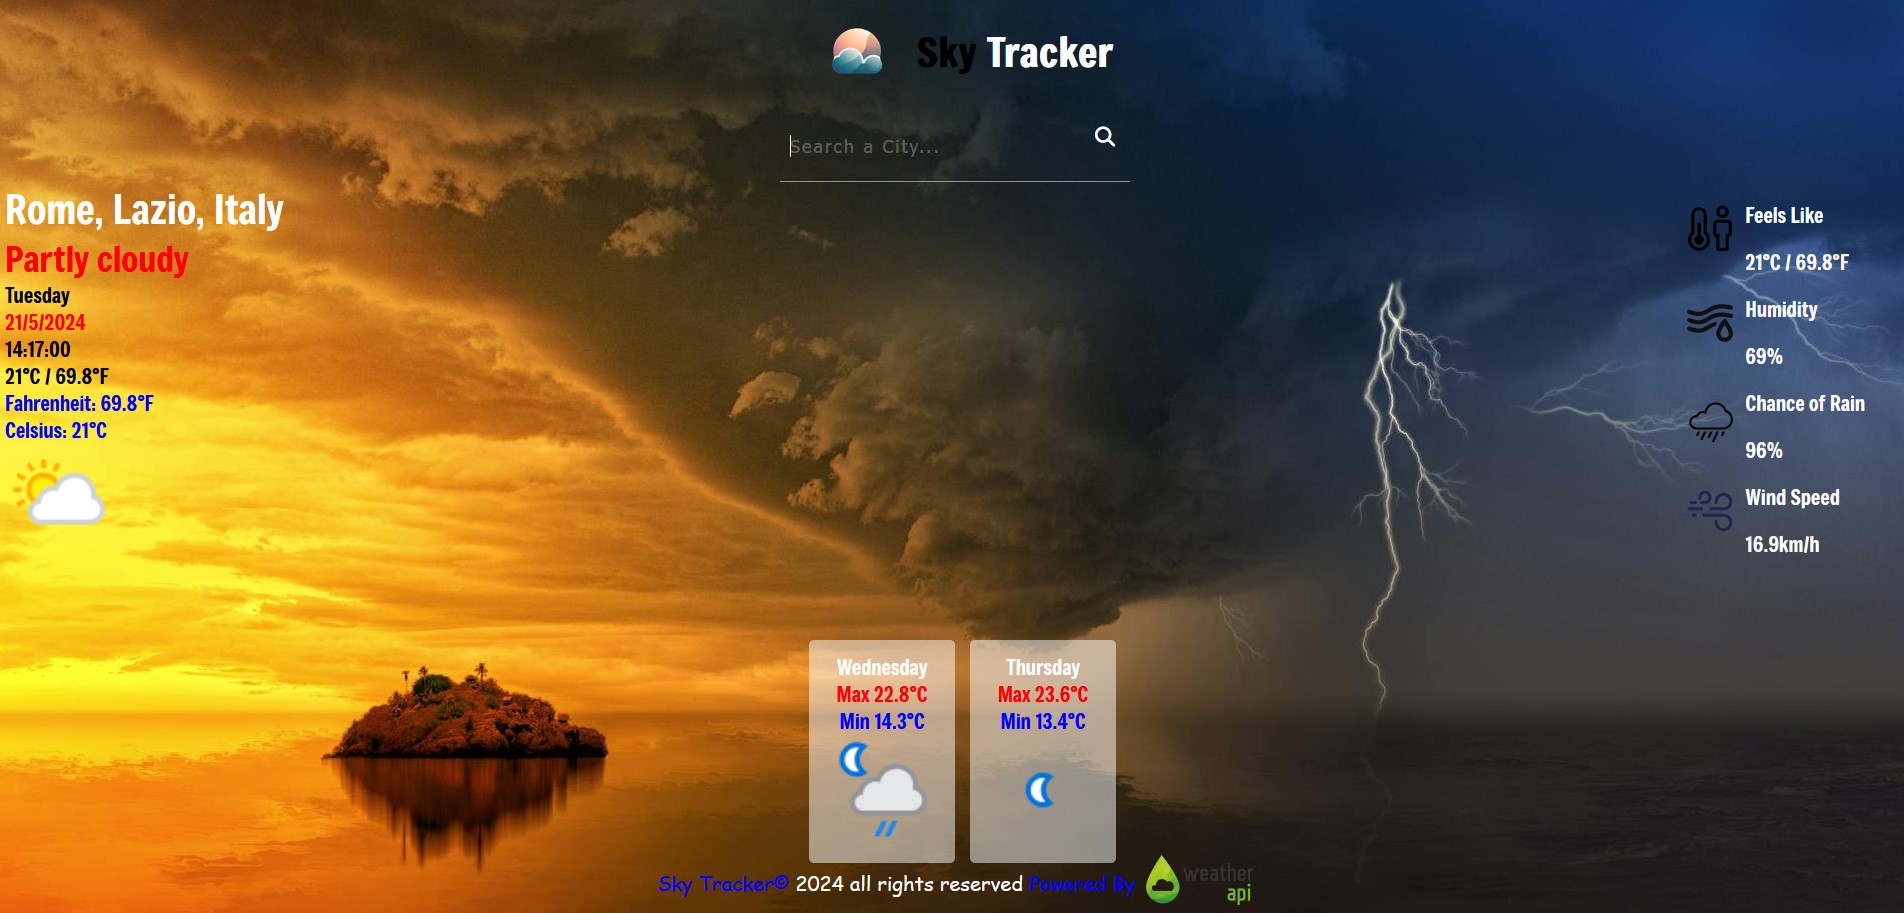 Sky Tracker
Search a City...
Rome, Lazio, Italy
Partly cloudy
Tuesday
21/5/2024
14:17:00
21°C / 69.8°F
Fahrenheit: 69.8°F
Celsius: 21°C
Feels Like
21°C / 69.8°F
Humidity
69%
Chance of Rain
96%
Wind Speed
16.9km/h
Wednesday
Max 22.8°C
Min 14.3°C
Thursday
Max 23.6°C
Min 13.4°C
Sky Tracker© 2024 all rights reserved Powered By
weather
api